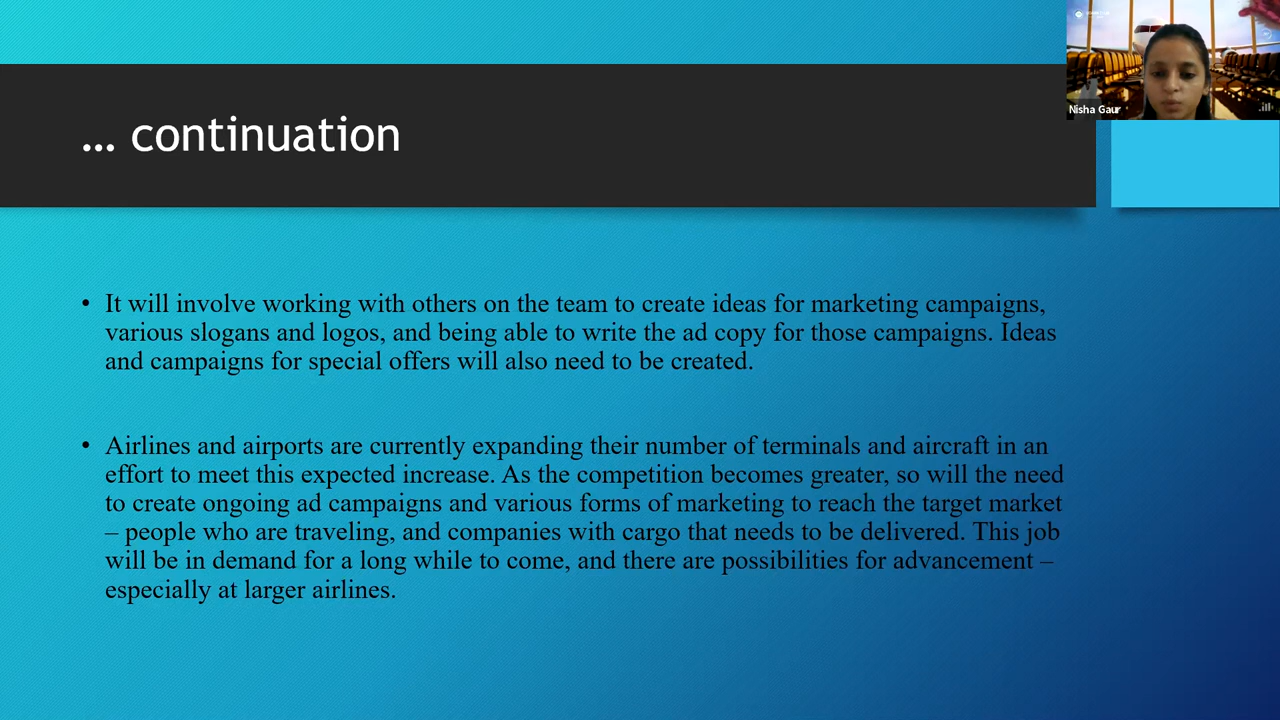 ... continuation
Nisha Gaur
• It will involve working with others on the team to create ideas for marketing campaigns,
various slogans and logos, and being able to write the ad copy for those campaigns. Ideas
and campaigns for special offers will also need to be created.
• Airlines and airports are currently expanding their number of terminals and aircraft in an
effort to meet this expected increase. As the competition becomes greater, so will the need
to create ongoing ad campaigns and various forms of marketing to reach the target market
– people who are traveling, and companies with cargo that needs to be delivered. This job
will be in demand for a long while to come, and there are possibilities for advancement –
especially at larger airlines.